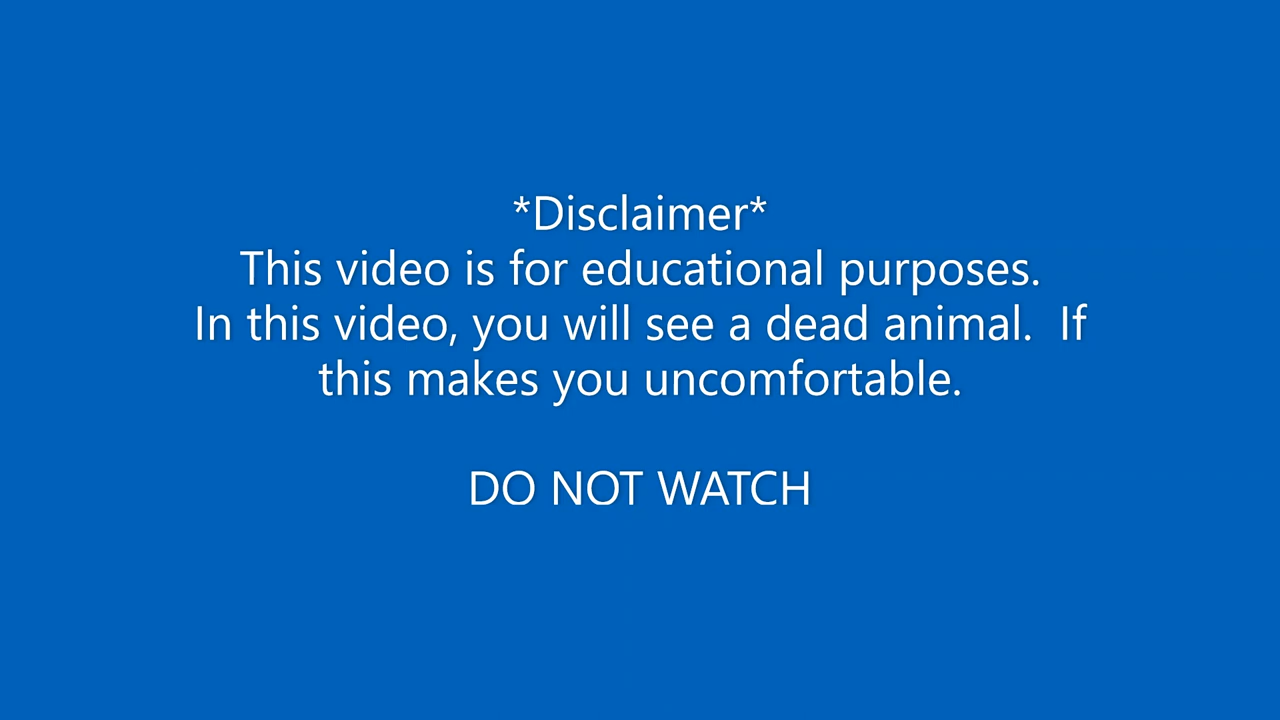 *Disclaimer*
This video is for educational purposes.
In this video, you will see a dead animal.  If
this makes you uncomfortable.
DO NOT WATCH